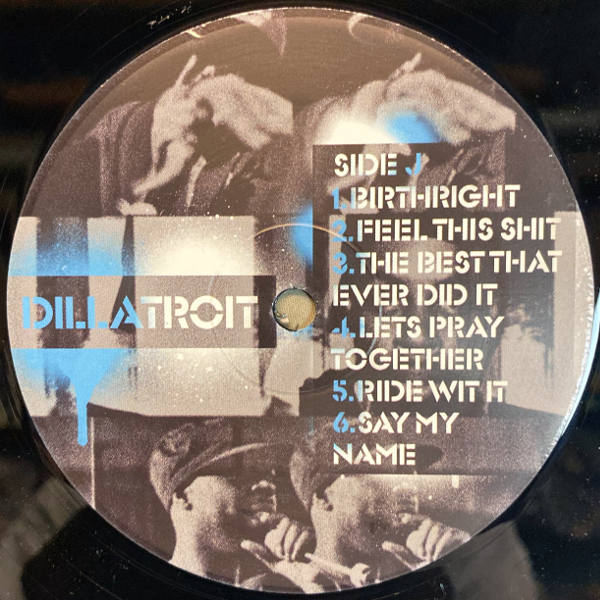 DILLATROIT
SIDE J
1.BIRTHRIGHT
2.FEEL THIS SHIT
3.THE BEST THAT
EVER DID IT
4.LETS PRAY
TOGETHER
5.RIDE WIT IT
6.SAY MY
NAME